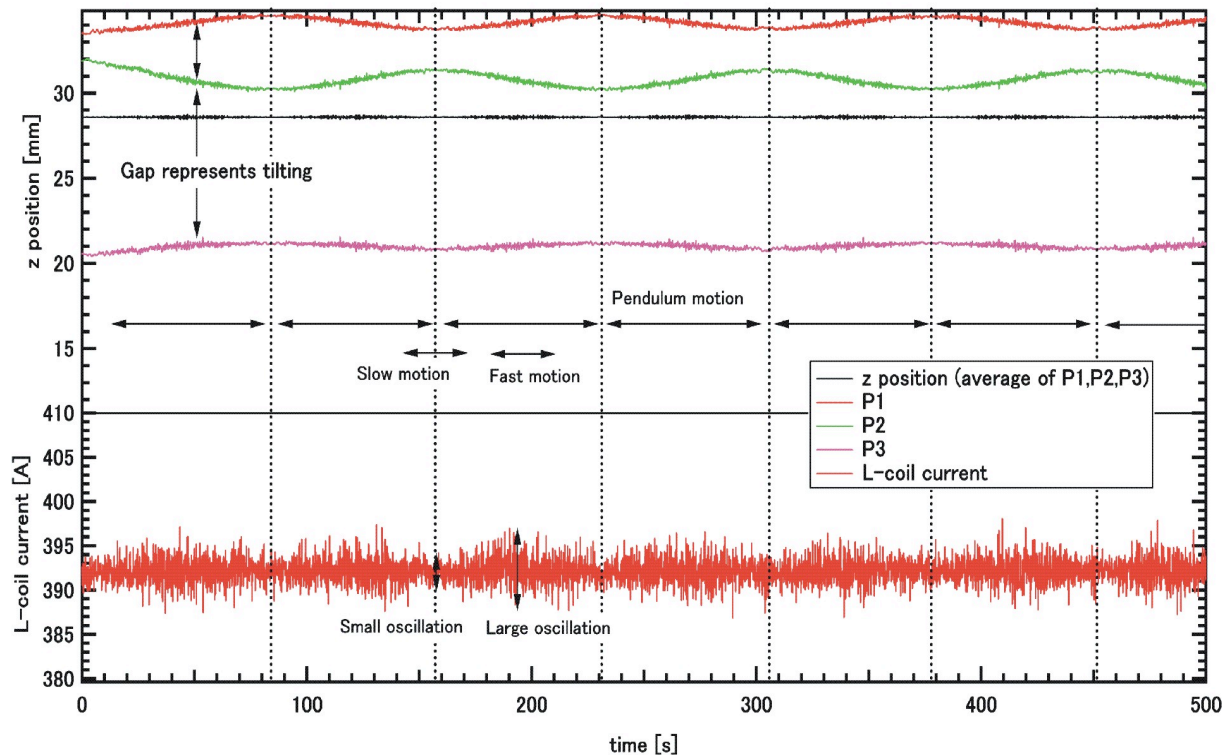 z position [mm]
30
25
20
15
Gap represents tilting
Pendulum motion
Slow motion
Fast motion
z position (average of P1,P2,P3)
P1
P2
P3
L-coil current
L-coil current [A]
410
405
400
395
390
385
380
Small oscillation
Large oscillation
0
100
200
300
400
500
time [s]